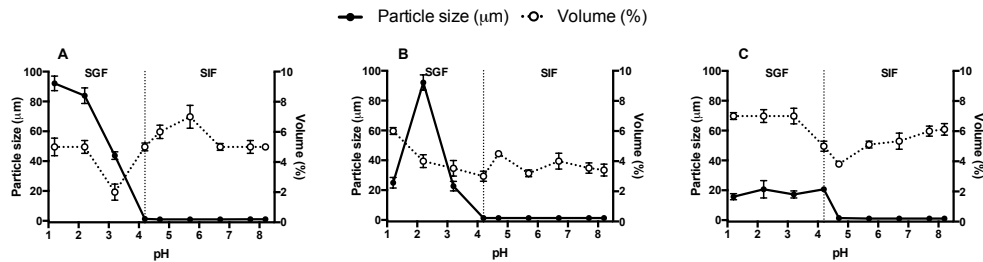 Particle size (μm) Volume (%)
A
SGF SIF
Particle size (μm)
100
80
60
40
20
0
10
8
6
4
2
0
Volume (%)
1 2 3 4 5 6 7 8
pH
B
SGF SIF
Particle size (μm)
100
80
60
40
20
0
10
8
6
4
2
0
Volume (%)
1 2 3 4 5 6 7 8
pH
C
SGF SIF
Particle size (μm)
100
80
60
40
20
0
10
8
6
4
2
0
Volume (%)
1 2 3 4 5 6 7 8
pH